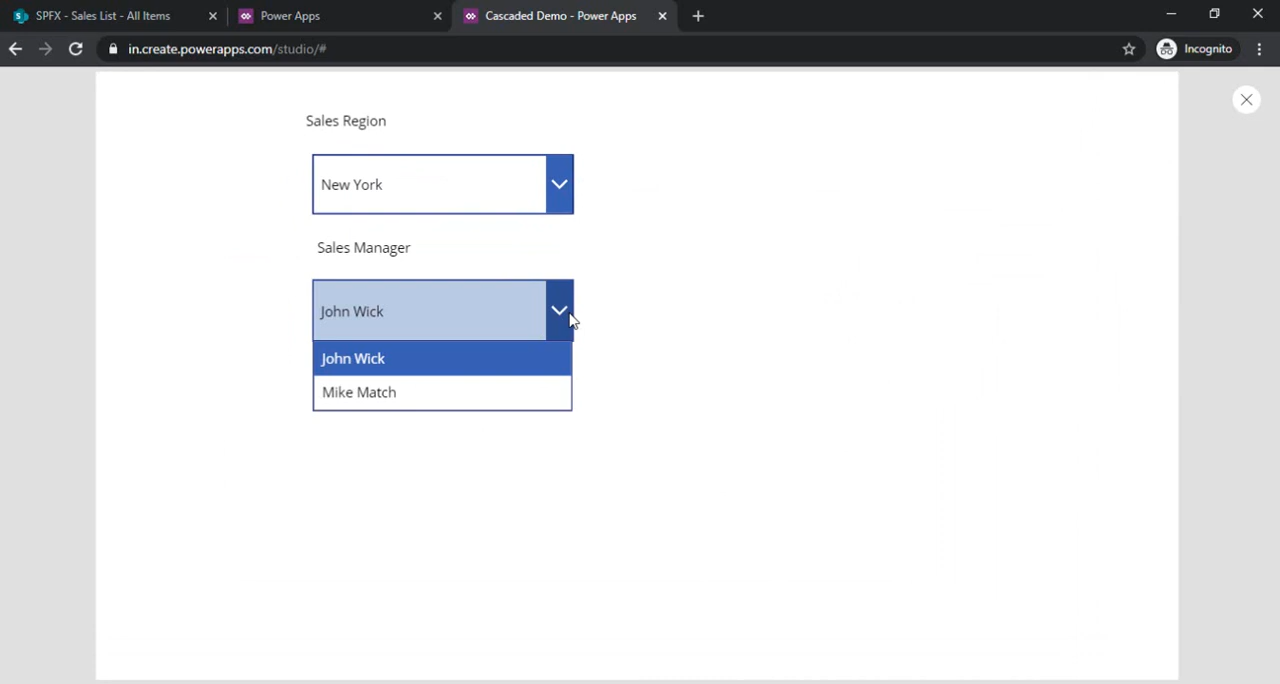 SPFX - Sales List - All Items
Power Apps
Cascaded Demo - Power Apps
in.create.powerapps.com/studio/#
Incognito
Sales Region
New York
Sales Manager
John Wick
John Wick
Mike Match